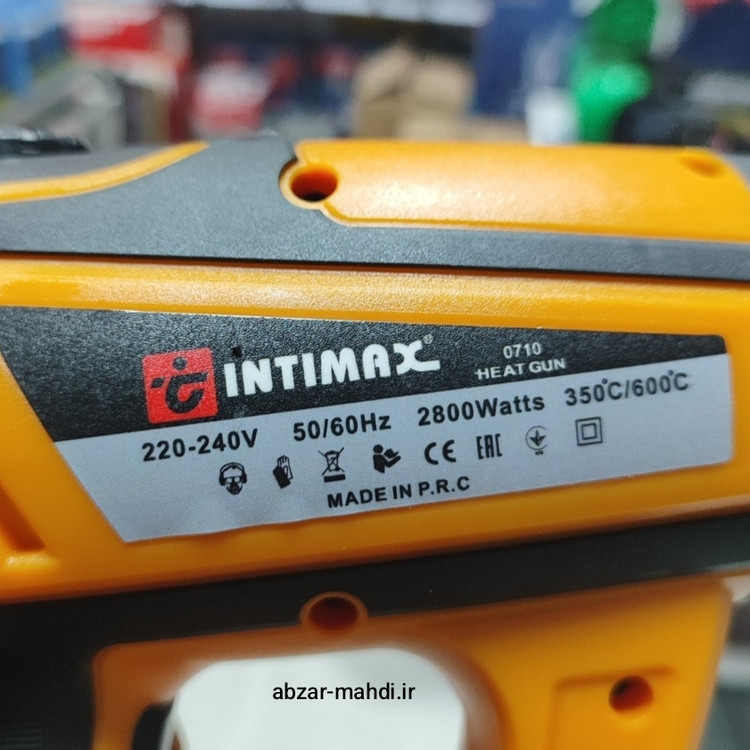 INTIMAX®
0710
HEAT GUN
220-240V 50/60Hz 2800Watts 350°C/600°C
CE EAC
MADE IN P.R.C
abzar-mahdi.ir